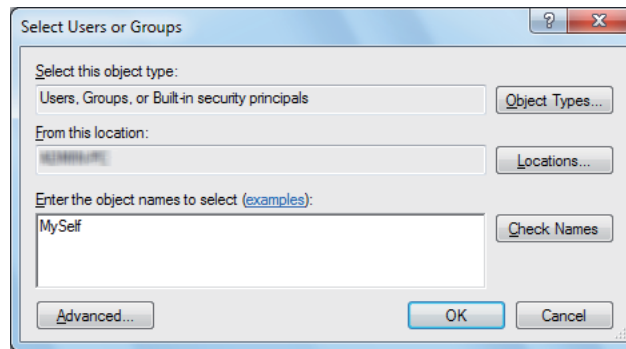 Select Users or Groups
Select this object type:
Users, Groups, or Built-in security principals
Object Types...
From this location:
Locations...
Enter the object names to select (examples):
MySelf
Check Names
Advanced...
OK
Cancel